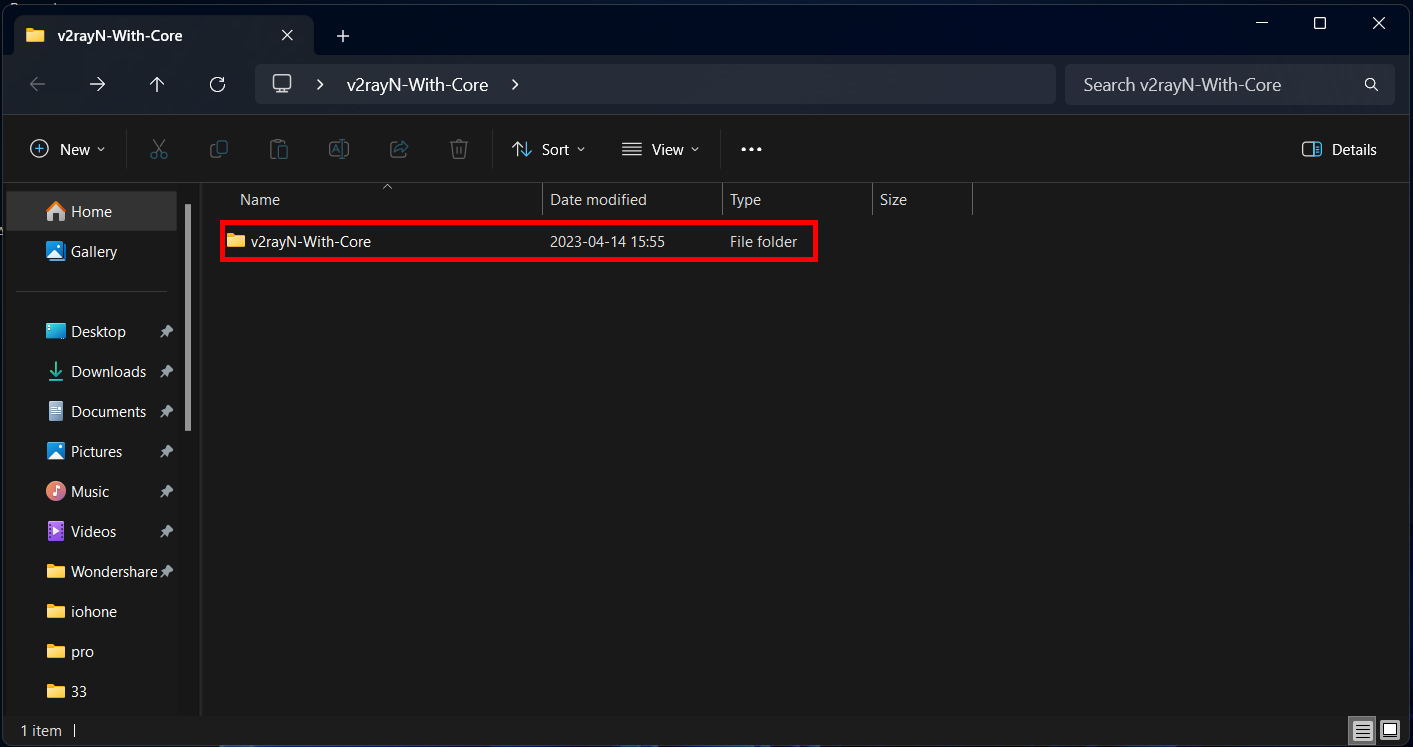 v2rayN-With-Core
v2rayN-With-Core
Search v2rayN-With-Core
New
Sort
View
Details
Name
Date modified
Type
Size
v2rayN-With-Core 2023-04-14 15:55 File folder
Home
Gallery
Desktop
Downloads
Documents
Pictures
Music
Videos
Wondershare
iohone
pro
33
1 item